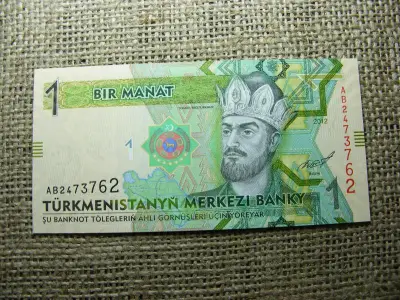 1 BIR MANAT
2012
1
AB2473762
AB2473762
TÜRKMENISTANYŇ MERKEZI BANKY
ŞU BANKNOT TÖLEGLERIŇ ÄHLI GÖRNÜŞLERI ÜÇIN ÝÖREÝÄR
1